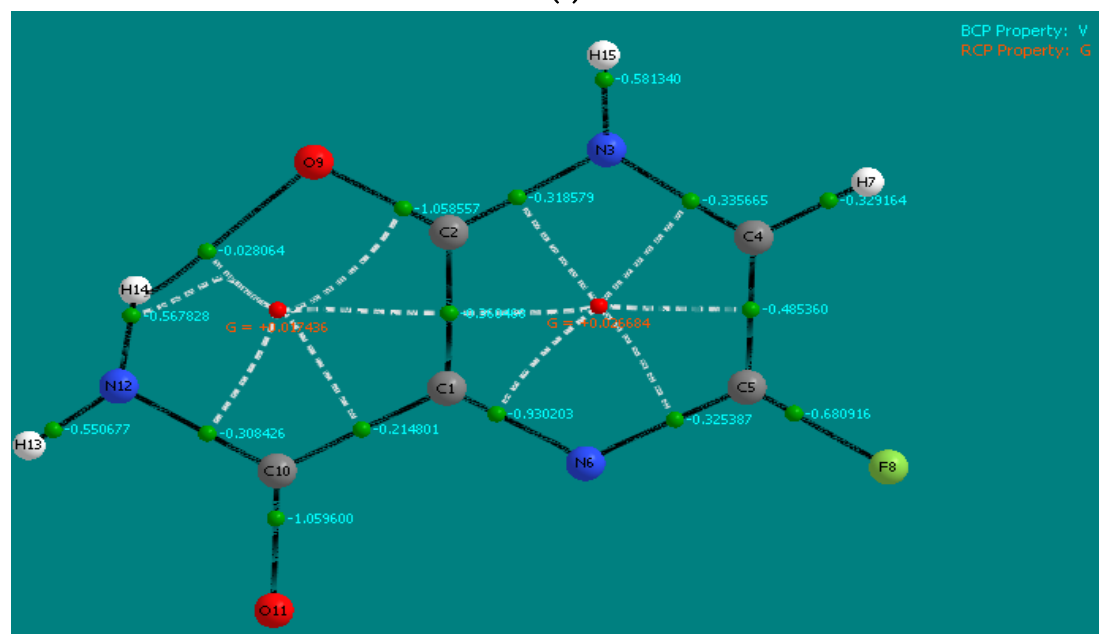 BCP Property: V
RCP Property: G
H15
-0.581340
N3
O9
H7
-0.318579
-0.335665
-0.329164
-1.058557
C2
C4
-0.028064
H14
-0.567828
G = +0.017436
G = +0.026684
-0.485360
N12
C1
C5
-0.930203
-0.680916
-0.325387
-0.550677
-0.308426
-0.214801
H13
C10
N6
F8
-1.059600
O11